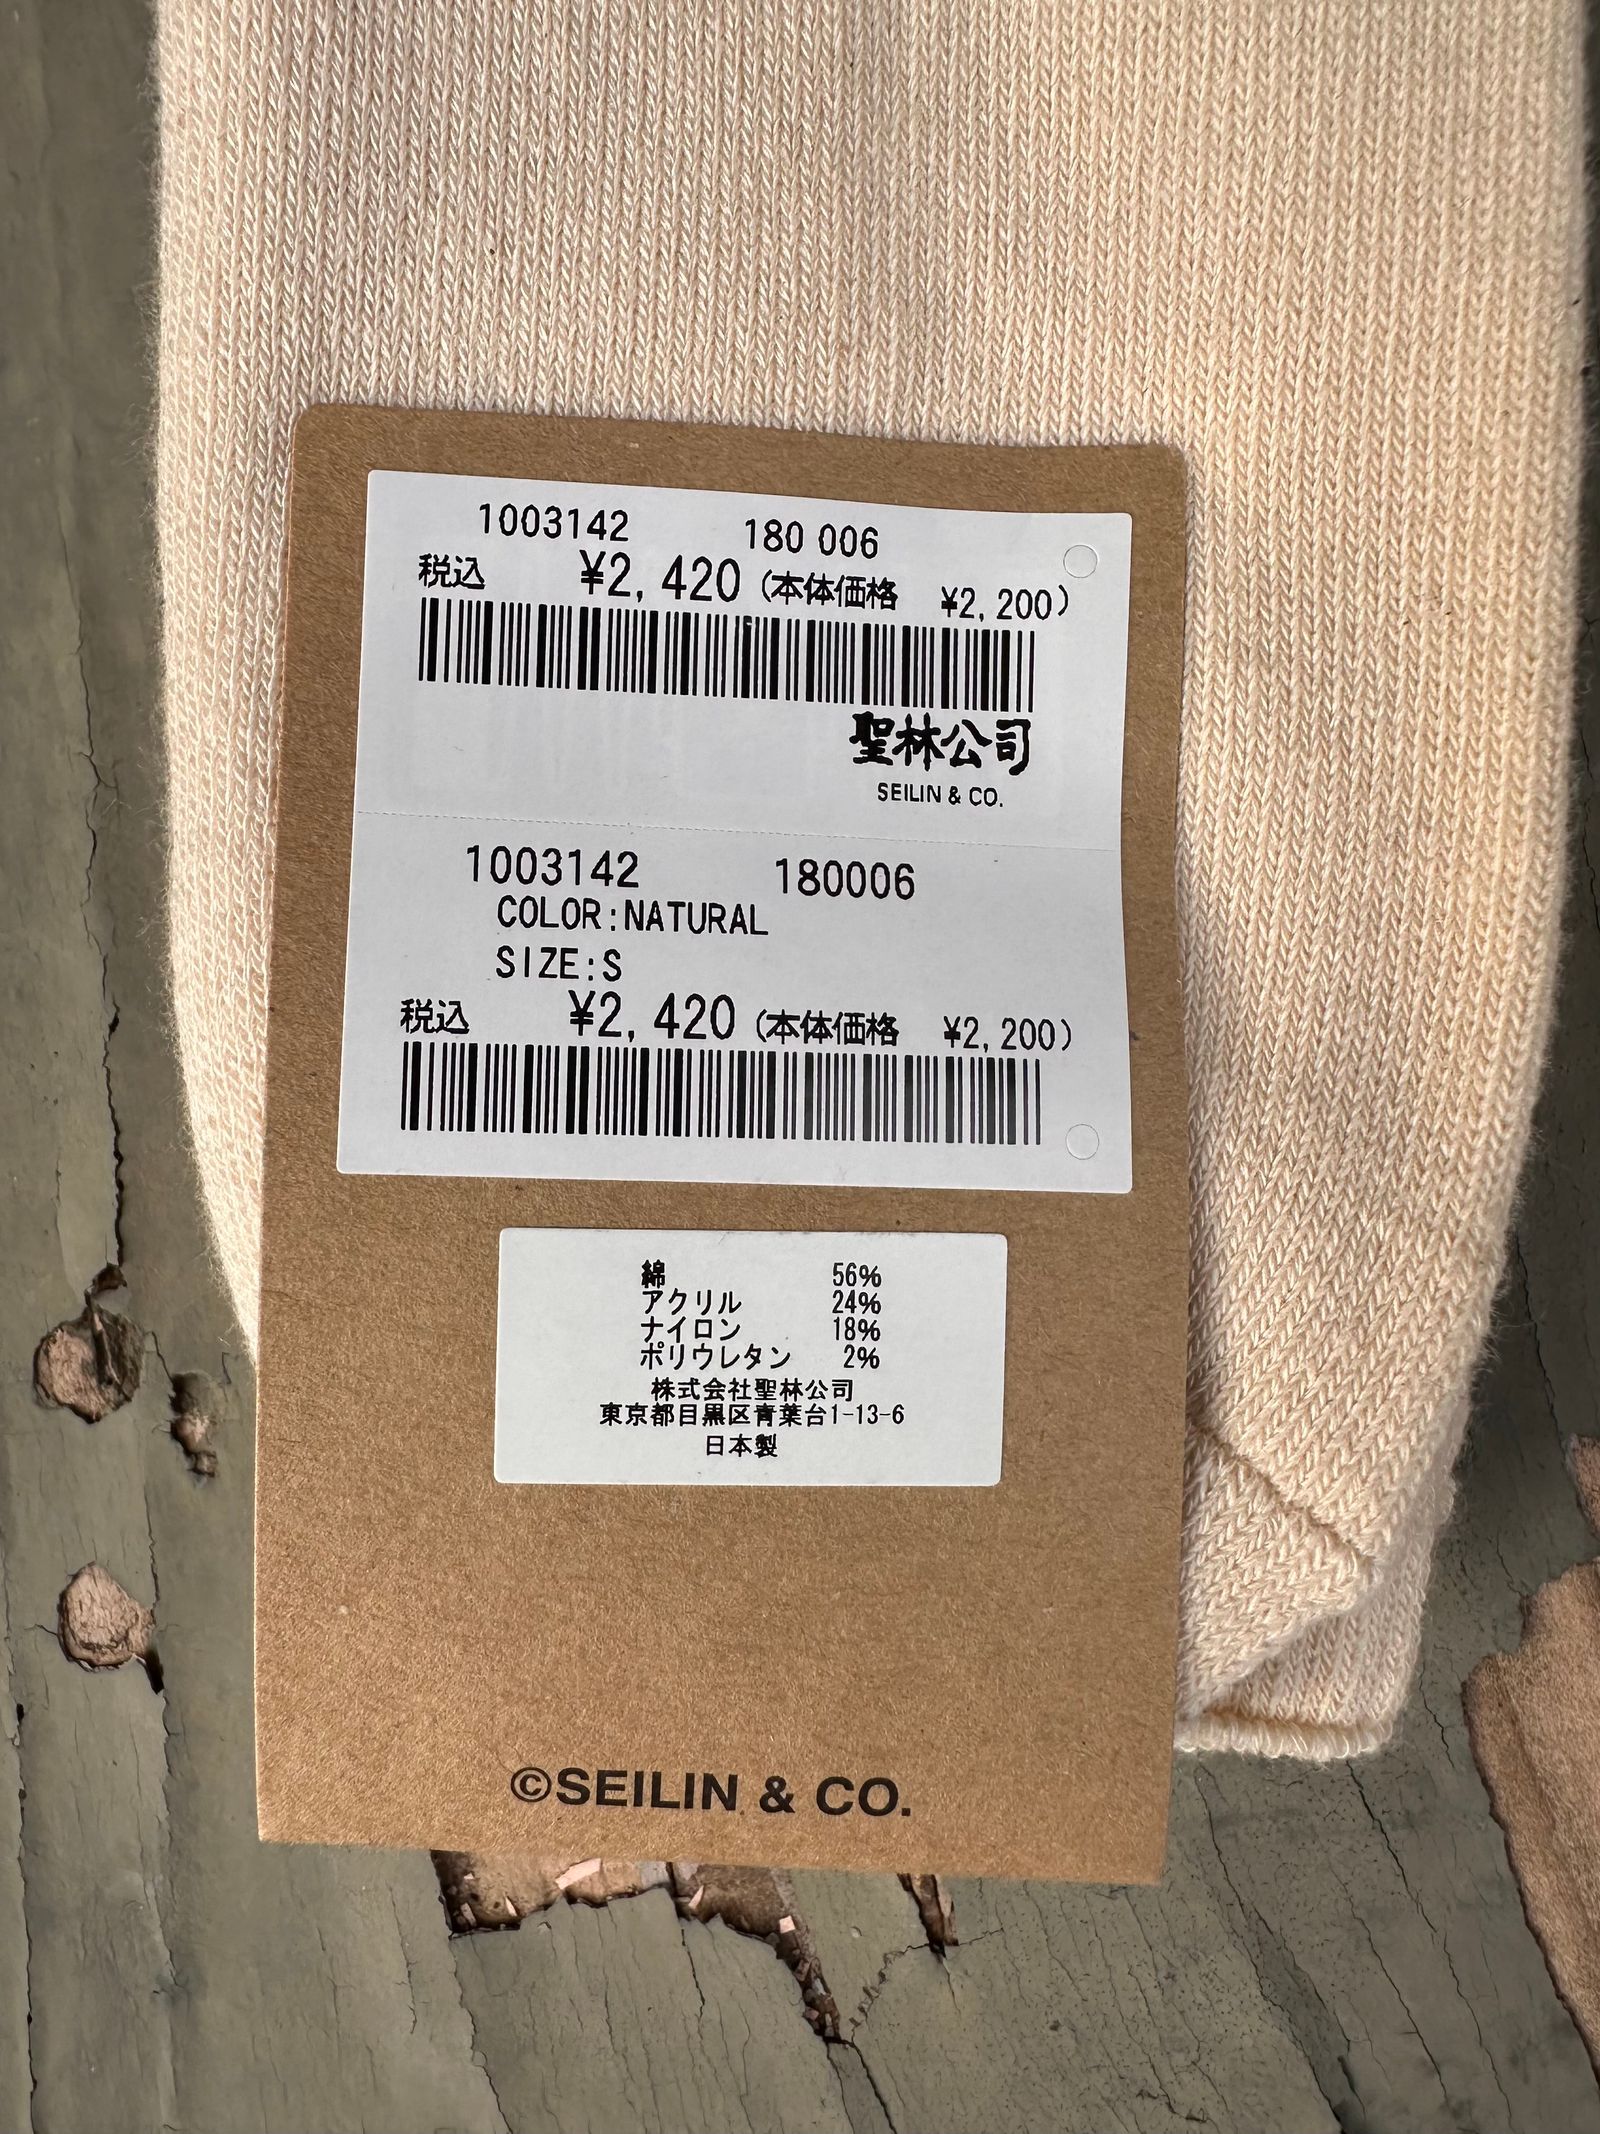 1003142 180 006
税込 ¥2,420 (本体価格 ¥2,200)
聖林公司
SEILIN & CO.
1003142 180006
COLOR:NATURAL
SIZE:S
税込 ¥2,420 (本体価格 ¥2,200)
綿 56%
アクリル 24%
ナイロン 18%
ポリウレタン 2%
株式会社聖林公司
東京都目黒区青葉台1-13-6
日本製
©SEILIN & CO.